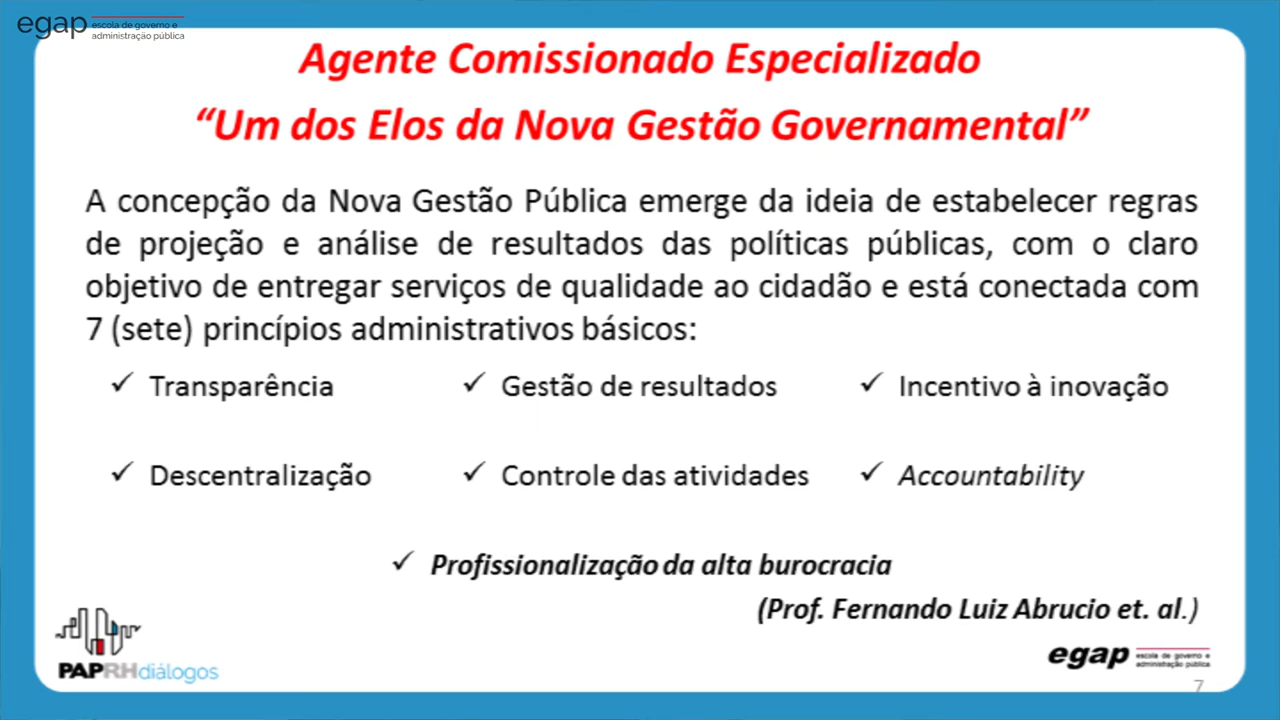 egap escola de governo e
administração pública
Agente Comissionado Especializado
“Um dos Elos da Nova Gestão Governamental”
A concepção da Nova Gestão Pública emerge da ideia de estabelecer regras
de projeção e análise de resultados das políticas públicas, com o claro
objetivo de entregar serviços de qualidade ao cidadão e está conectada com
7 (sete) princípios administrativos básicos:
✓ Transparência ✓ Gestão de resultados ✓ Incentivo à inovação
✓ Descentralização ✓ Controle das atividades ✓ Accountability
✓ Profissionalização da alta burocracia
(Prof. Fernando Luiz Abrucio et. al.)
PAPRHdiálogos
egap escola de governo e
administração pública
7